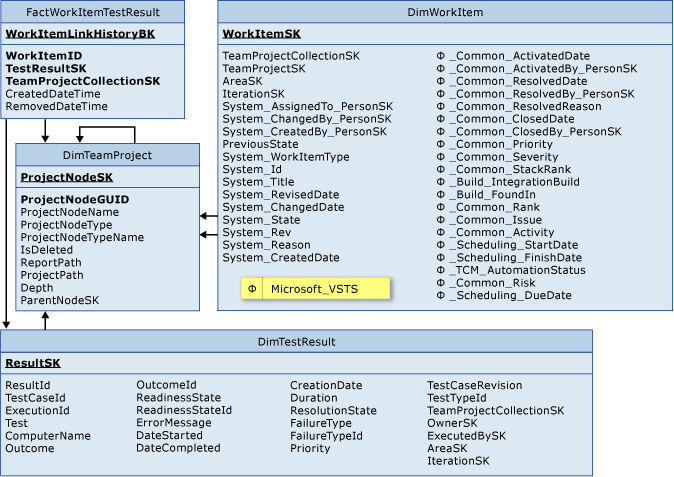 FactWorkItemTestResult
WorkItemLinkHistoryBK
WorkItemID
TestResultSK
TeamProjectCollectionSK
CreatedDateTime
RemovedDateTime
DimWorkItem
WorkItemSK
TeamProjectCollectionSK
TeamProjectSK
AreaSK
IterationSK
System_AssignedTo_PersonSK
System_ChangedBy_PersonSK
System_CreatedBy_PersonSK
PreviousState
System_WorkItemType
System_Id
System_Title
System_RevisedDate
System_ChangedDate
System_State
System_Rev
System_Reason
System_CreatedDate
Φ _Common_ActivatedDate
Φ _Common_ActivatedBy_PersonSK
Φ _Common_ResolvedDate
Φ _Common_ResolvedBy_PersonSK
Φ _Common_ResolvedReason
Φ _Common_ClosedDate
Φ _Common_ClosedBy_PersonSK
Φ _Common_Priority
Φ _Common_Severity
Φ _Common_StackRank
Φ _Build_IntegrationBuild
Φ _Build_FoundIn
Φ _Common_Rank
Φ _Common_Issue
Φ _Common_Activity
Φ _Scheduling_StartDate
Φ _Scheduling_FinishDate
Φ _TCM_AutomationStatus
Φ _Common_Risk
Φ _Scheduling_DueDate
Φ Microsoft_VSTS
DimTeamProject
ProjectNodeSK
ProjectNodeGUID
ProjectNodeName
ProjectNodeType
ProjectNodeTypeName
IsDeleted
ReportPath
ProjectPath
Depth
ParentNodeSK
DimTestResult
ResultSK
ResultId
TestCaseId
ExecutionId
Test
ComputerName
Outcome
OutcomeId
ReadinessState
ReadinessStateId
ErrorMessage
DateStarted
DateCompleted
CreationDate
Duration
ResolutionState
FailureType
FailureTypeId
Priority
TestCaseRevision
TestTypeId
TeamProjectCollectionSK
OwnerSK
ExecutedBySK
AreaSK
IterationSK